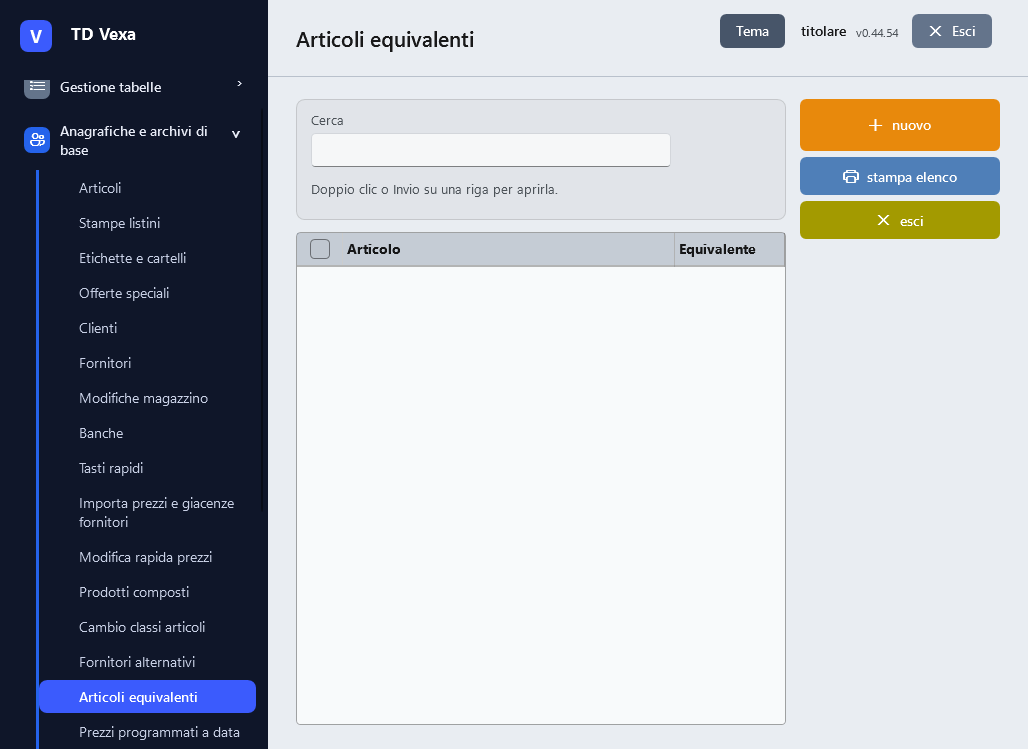 V
TD Vexa
Gestione tabelle
Anagrafiche e archivi di
base
Articoli
Stampe listini
Etichette e cartelli
Offerte speciali
Clienti
Fornitori
Modifiche magazzino
Banche
Tasti rapidi
Importa prezzi e giacenze
fornitori
Modifica rapida prezzi
Prodotti composti
Cambio classi articoli
Fornitori alternativi
Articoli equivalenti
Prezzi programmati a data
Articoli equivalenti
Tema
titolare v0.44.54
Esci
Cerca
Doppio clic o Invio su una riga per aprirla.
Articolo Equivalente
nuovo
stampa elenco
esci